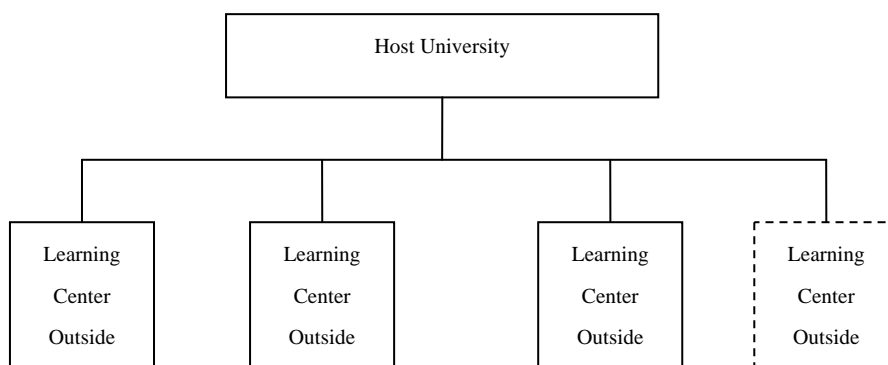 Host University
Learning
Center
Outside
Learning
Center
Outside
Learning
Center
Outside
Learning
Center
Outside